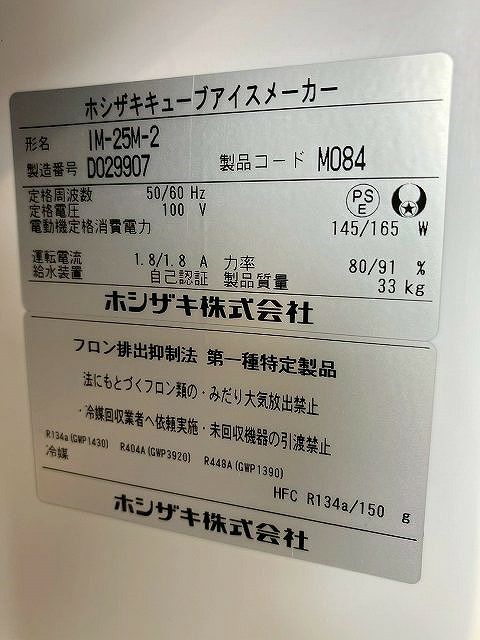 ホシザキキューブアイスメーカー
形名 IM-25M-2
製造番号 D029907 製品コード M084
定格周波数 50/60 Hz
定格電圧 100 V
PS E
電動機定格消費電力 145/165 W
運転電流 1.8/1.8 A 力率 80/91 %
給水装置 自己認証 製品質量 33 kg
ホシザキ株式会社
フロン排出抑制法 第一種特定製品
法にもとづくフロン類の・みだり大気放出禁止
・冷媒回収業者へ依頼実施・未回収機器の引渡禁止
R134a(GWP1430) R404A(GWP3920) R448A(GWP1390)
冷媒 HFC R134a/150 g
ホシザキ株式会社